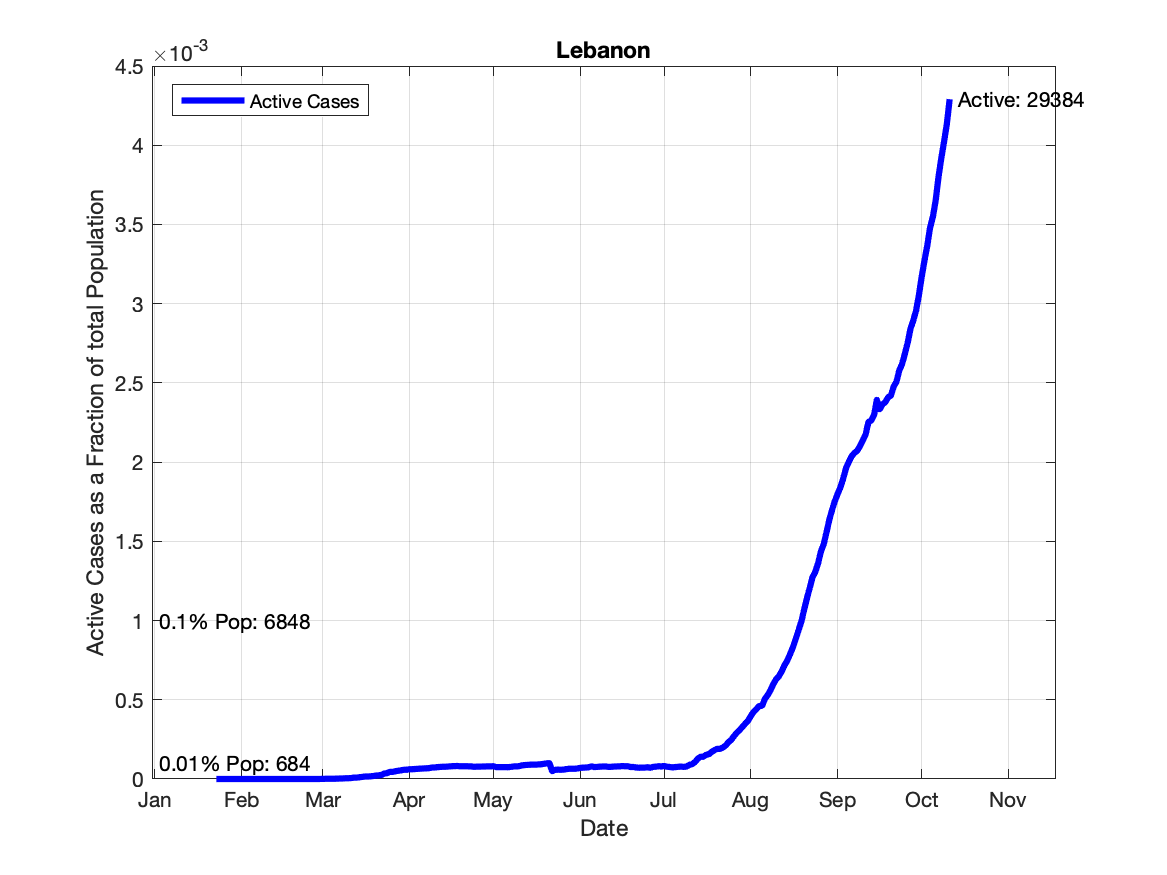 Lebanon
×10⁻³
4.5
4
3.5
3
2.5
2
1.5
1
0.5
0
Active Cases as a Fraction of total Population
Active Cases
Active: 29384
0.1% Pop: 6848
0.01% Pop: 684
Jan Feb Mar Apr May Jun Jul Aug Sep Oct Nov
Date